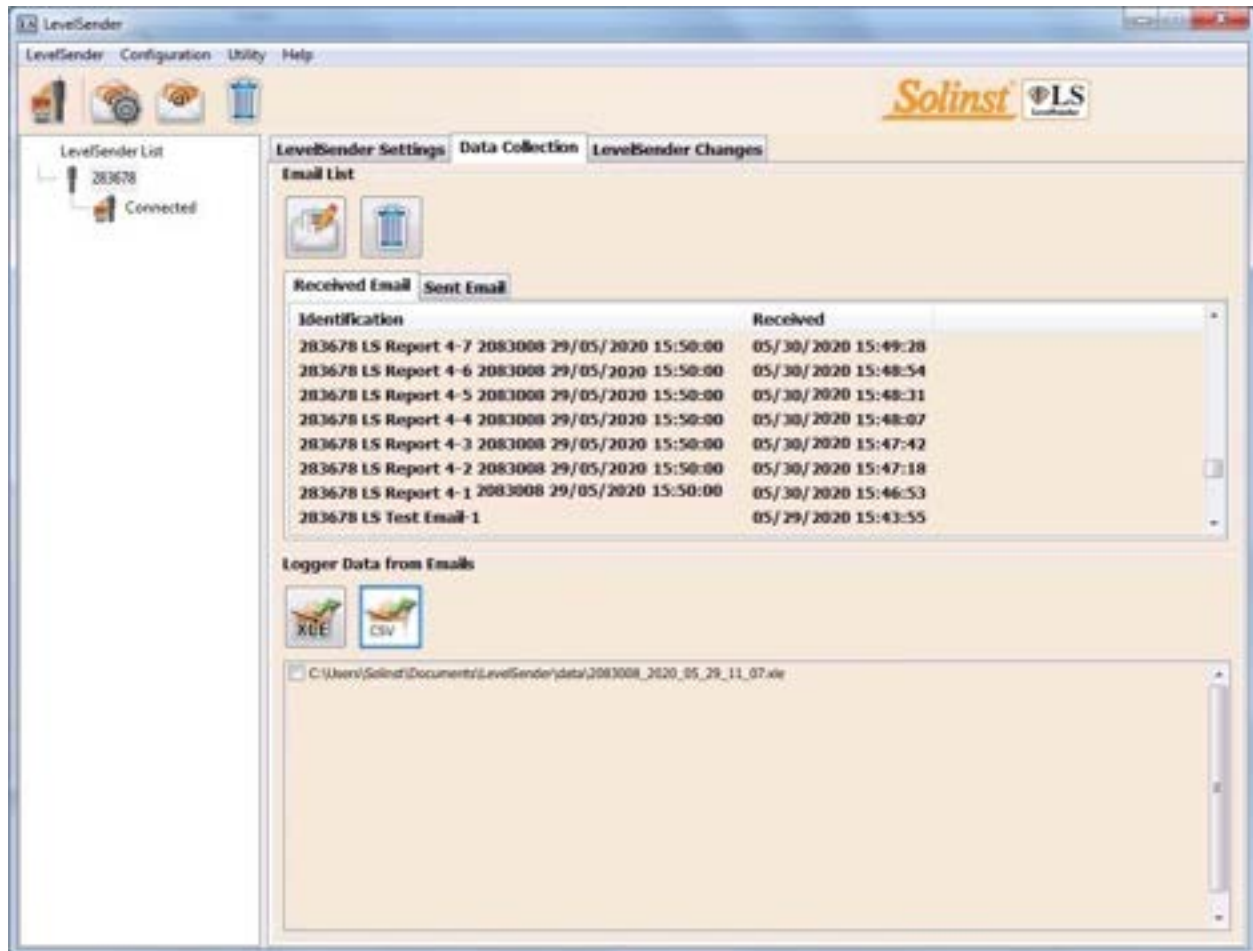 LS LevelSender
LevelSender Configuration Utility Help
Solinst LS
LevelSender
LevelSender List
283678
Connected
LevelSender Settings Data Collection LevelSender Changes
Email List
Received Email Sent Email
Identification Received
283678 LS Report 4-7 2083008 29/05/2020 15:50:00 05/30/2020 15:49:28
283678 LS Report 4-6 2083008 29/05/2020 15:50:00 05/30/2020 15:48:54
283678 LS Report 4-5 2083008 29/05/2020 15:50:00 05/30/2020 15:48:31
283678 LS Report 4-4 2083008 29/05/2020 15:50:00 05/30/2020 15:48:07
283678 LS Report 4-3 2083008 29/05/2020 15:50:00 05/30/2020 15:47:42
283678 LS Report 4-2 2083008 29/05/2020 15:50:00 05/30/2020 15:47:18
283678 LS Report 4-1 2083008 29/05/2020 15:50:00 05/30/2020 15:46:53
283678 LS Test Email-1 05/29/2020 15:43:55
Logger Data from Emails
XLE CSV
C:\Users\Solinst\Documents\LevelSender\data\2083008_2020_05_29_11_07.xle